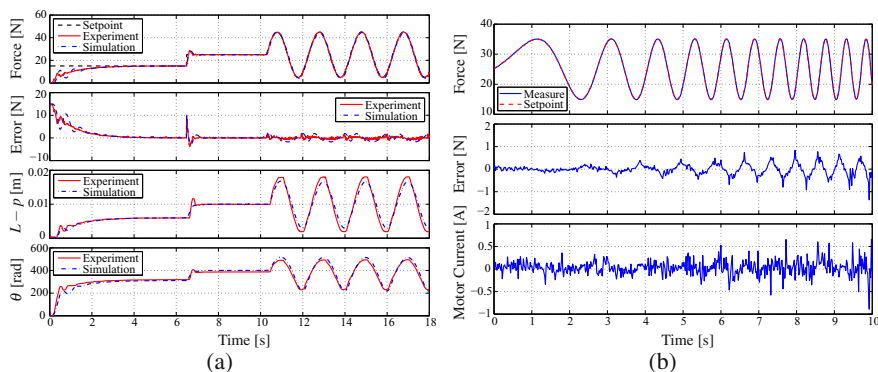 Force [N]
60
40
20
0
Setpoint
Experiment
Simulation
Error [N]
20
10
0
−10
Experiment
Simulation
L − p [m]
0.02
0.01
0
Experiment
Simulation
θ [rad]
600
400
200
0
Experiment
Simulation
0 2 4 6 8 10 12 14 16 18
Time [s]
(a)
Force [N]
40
30
20
10
Measure
Setpoint
Error [N]
2
1
0
−1
−2
Motor Current [A]
1
0.5
0
−0.5
−1
0 1 2 3 4 5 6 7 8 9 10
Time [s]
(b)